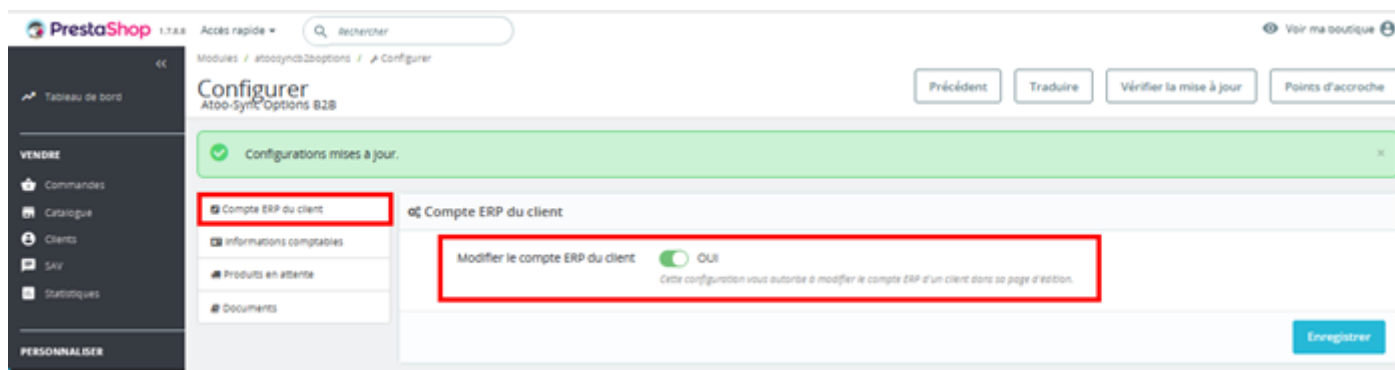 PrestaShop 1.7.8.8 Accès rapide Rechercher Voir ma boutique
Modules / atoosyncb2boptions / Configurer
Configurer
Atoo-Sync Options B2B
Précédent Traduire Vérifier la mise à jour Points d'accroche
Tableau de bord
Configurations mises à jour.
VENDRE
Commandes
Catalogue
Clients
SAV
Statistiques
PERSONNALISER
Compte ERP du client
Informations comptables
Produits en attente
Documents
Compte ERP du client
Modifier le compte ERP du client OUI
Cette configuration vous autorise à modifier le compte ERP d'un client dans sa page d'édition.
Enregistrer